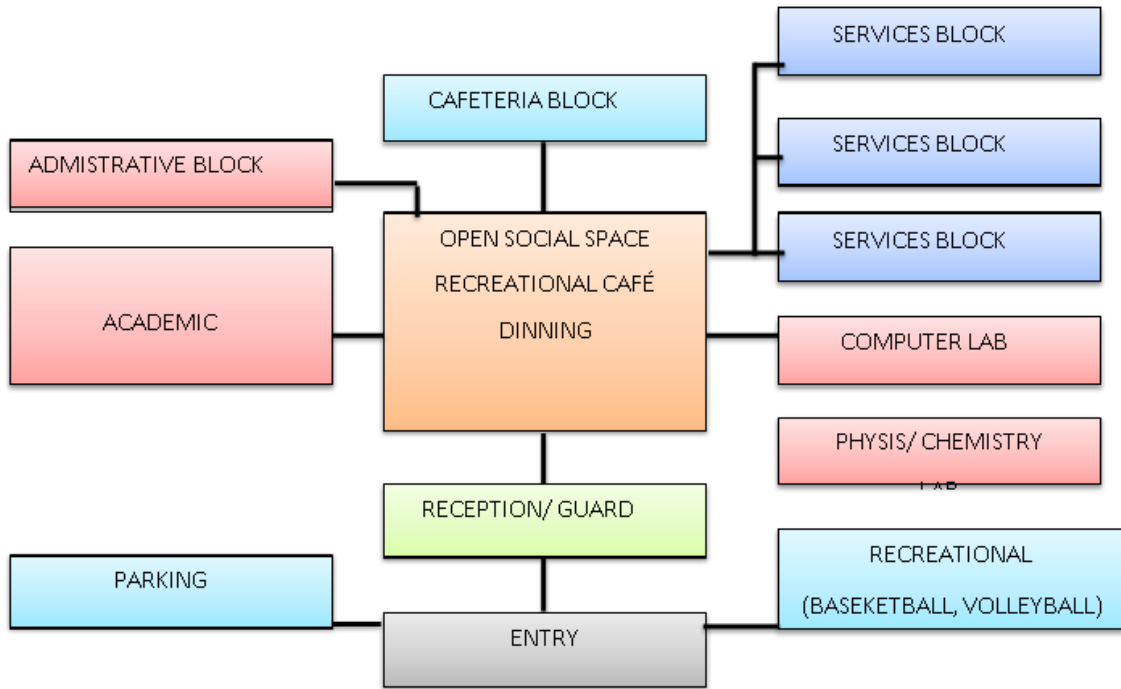 SERVICES BLOCK
CAFETERIA BLOCK
SERVICES BLOCK
ADMISTRATIVE BLOCK
OPEN SOCIAL SPACE
RECREATIONAL CAFÉ
DINNING
SERVICES BLOCK
ACADEMIC
COMPUTER LAB
PHYSIS/ CHEMISTRY
RECEPTION/ GUARD
PARKING
RECREATIONAL
(BASEKETBALL, VOLLEYBALL)
ENTRY